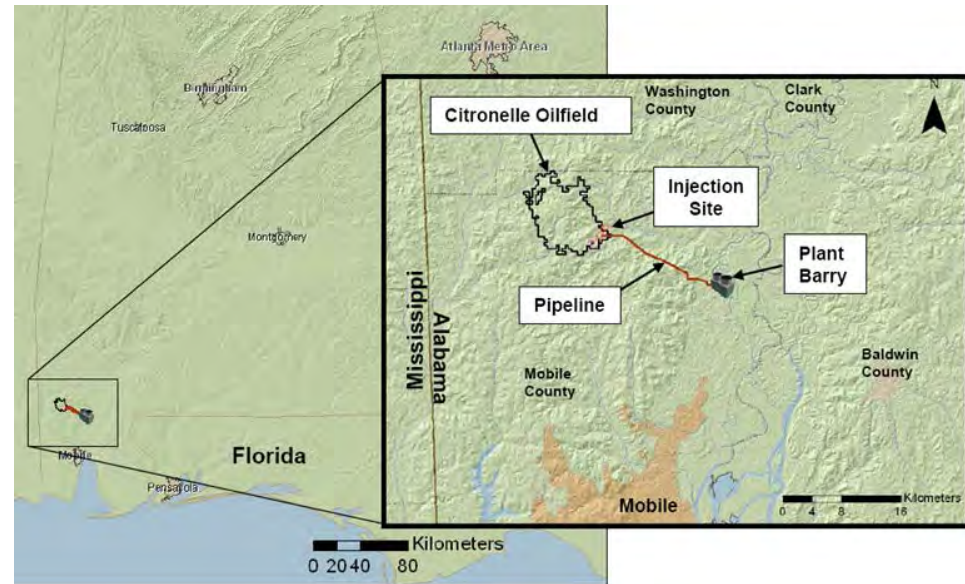 Atlanta Metro Area
Birmingham
Tuscaloosa
Montgomery
Florida
Mobile
Pensacola
Kilometers
0 20 40 80
Washington
County
Clark
County
N
Citronelle Oilfield
Injection
Site
Plant
Barry
Pipeline
Mississippi
Alabama
Mobile
County
Baldwin
County
Mobile
Kilometers
0 4 8 16